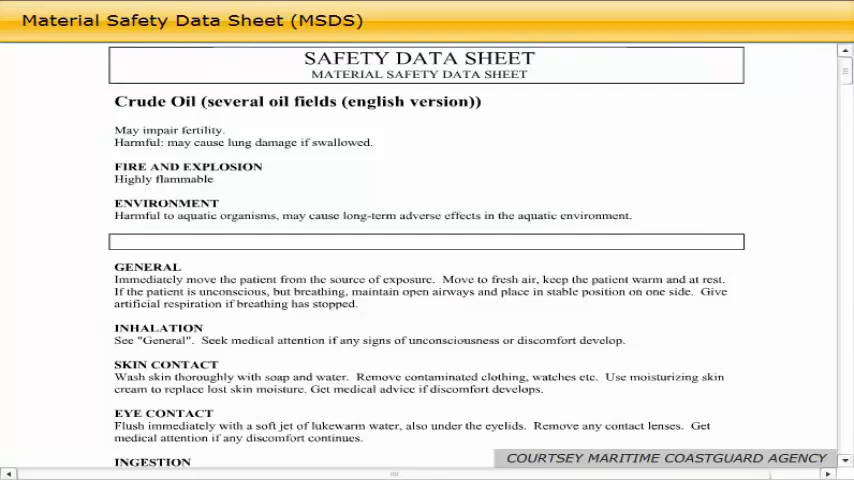 Material Safety Data Sheet (MSDS)
SAFETY DATA SHEET
MATERIAL SAFETY DATA SHEET
Crude Oil (several oil fields (english version))
May impair fertility.
Harmful: may cause lung damage if swallowed.
FIRE AND EXPLOSION
Highly flammable
ENVIRONMENT
Harmful to aquatic organisms, may cause long-term adverse effects in the aquatic environment.
GENERAL
Immediately move the patient from the source of exposure. Move to fresh air, keep the patient warm and at rest.
If the patient is unconscious, but breathing, maintain open airways and place in stable position on one side. Give
artificial respiration if breathing has stopped.
INHALATION
See "General". Seek medical attention if any signs of unconsciousness or discomfort develop.
SKIN CONTACT
Wash skin thoroughly with soap and water. Remove contaminated clothing, watches etc. Use moisturizing skin
cream to replace lost skin moisture. Get medical advice if discomfort develops.
EYE CONTACT
Flush immediately with a soft jet of lukewarm water, also under the eyelids. Remove any contact lenses. Get
medical attention if any discomfort continues.
INGESTION
COURTSEY MARITIME COASTGUARD AGENCY